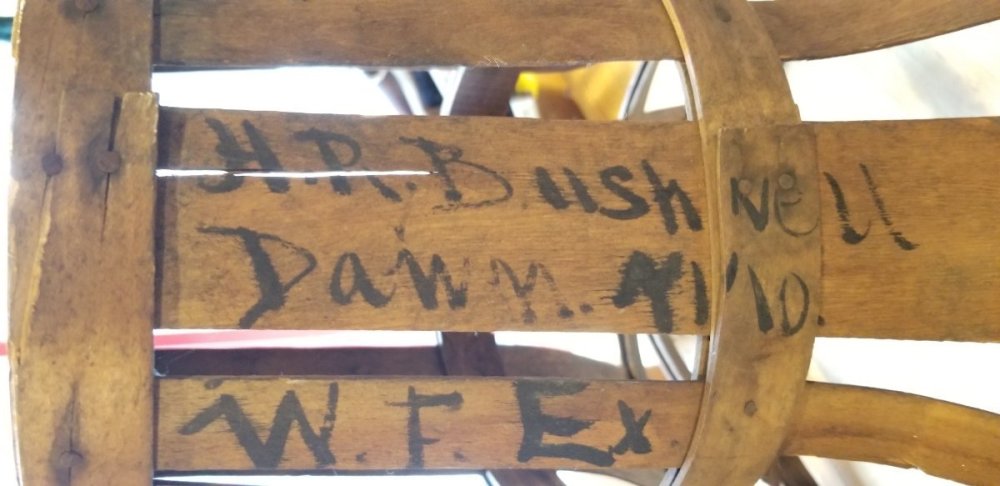 H.R. Bushnell
Dawn. Mo.
W.F. Ex.